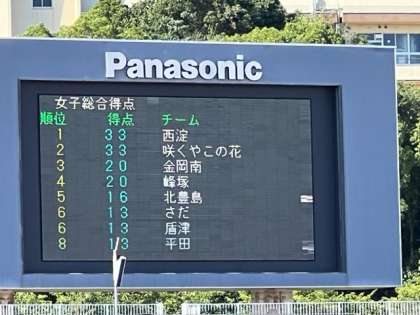 Panasonic
女子総合得点
順位 得点 チーム
1 33 西淀
2 33 咲くやこの花
3 20 金岡南
4 20 峰塚
5 16 北豊島
6 13 さだ
6 13 盾津
8 13 平田